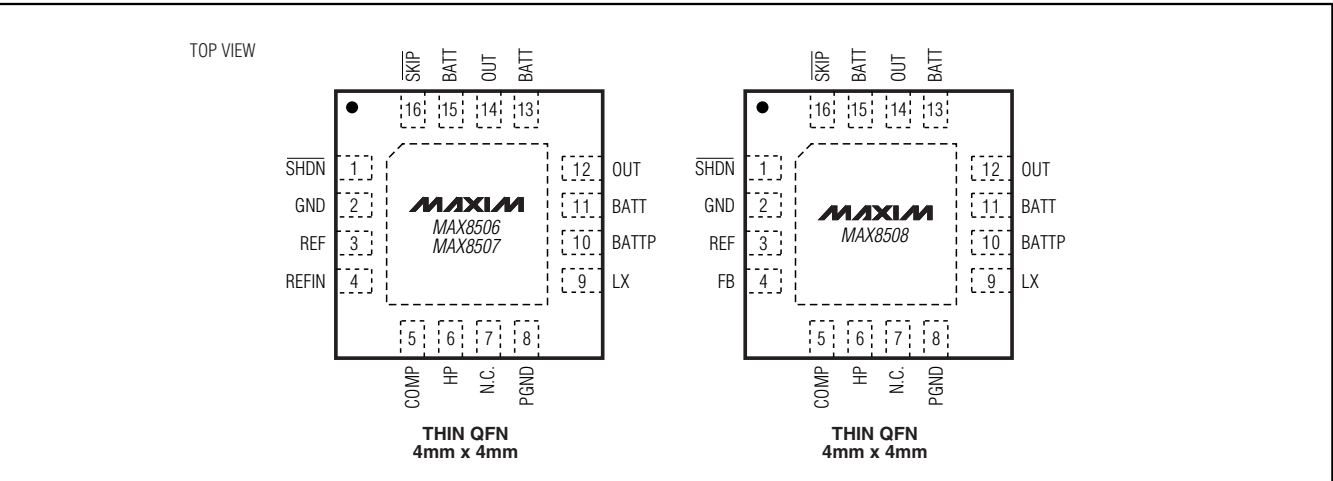 TOP VIEW
SKIP BATT OUT BATT
16 15 14 13
SHDN 1
GND 2
REF 3
REFIN 4
12 OUT
11 BATT
10 BATTP
9 LX
MAXIM
MAX8506
MAX8507
5 6 7 8
COMP HP N.C. PGND
THIN QFN
4mm x 4mm
SKIP BATT OUT BATT
16 15 14 13
SHDN 1
GND 2
REF 3
FB 4
12 OUT
11 BATT
10 BATTP
9 LX
MAXIM
MAX8508
5 6 7 8
COMP HP N.C. PGND
THIN QFN
4mm x 4mm